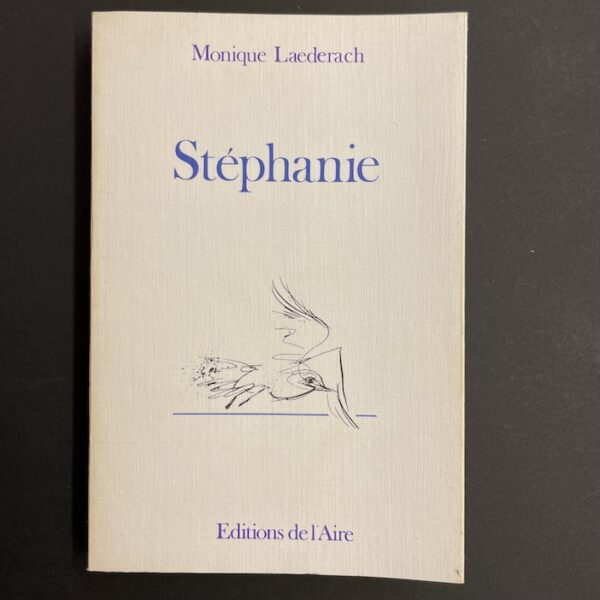 Monique Laederach
Stéphanie
Editions de l'Aire